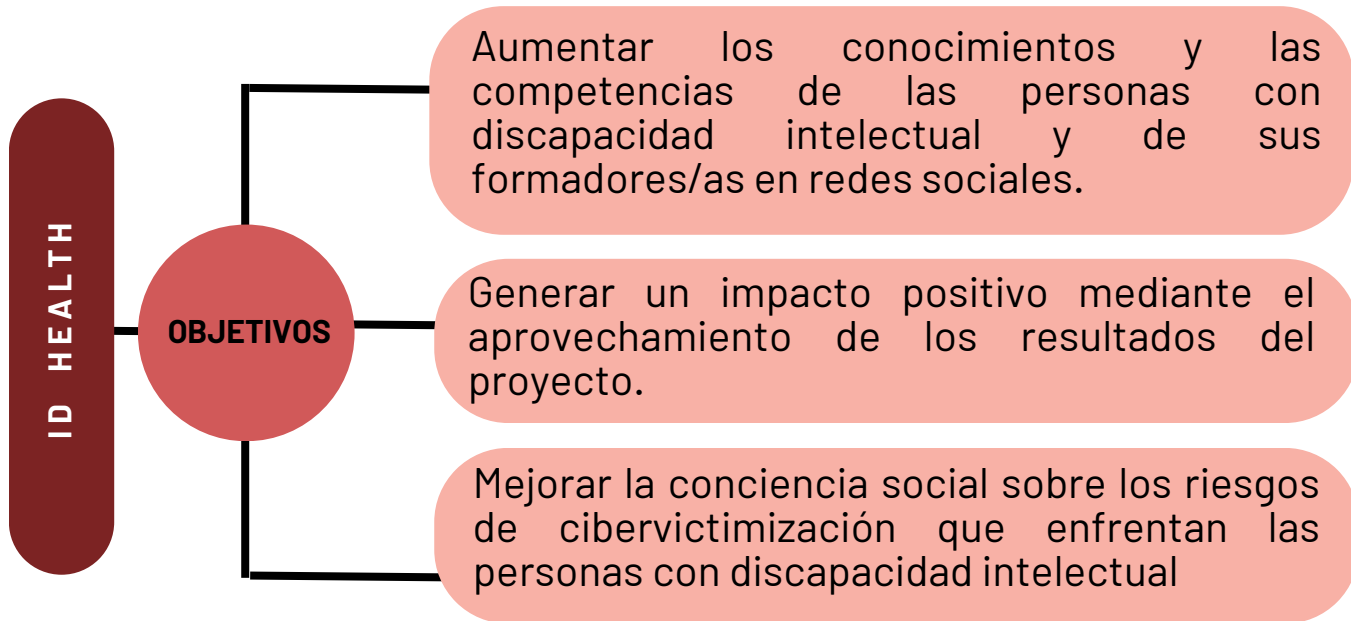 ID HEALTH
OBJETIVOS
Aumentar los conocimientos y las
competencias de las personas con
discapacidad intelectual y de sus
formadores/as en redes sociales.
Generar un impacto positivo mediante el
aprovechamiento de los resultados del
proyecto.
Mejorar la conciencia social sobre los riesgos
de cibervictimización que enfrentan las
personas con discapacidad intelectual